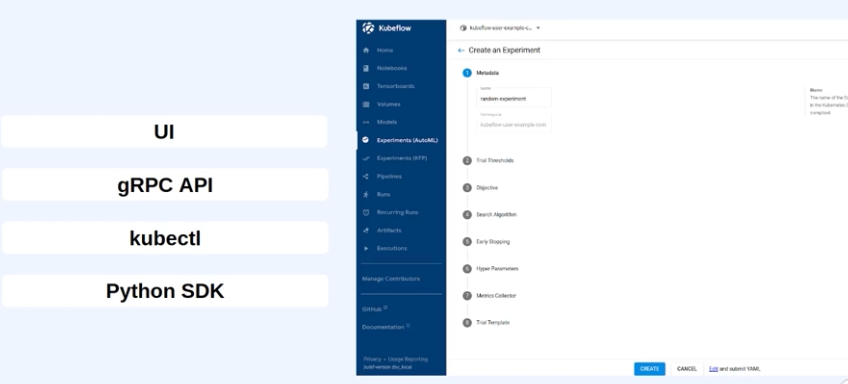 UI
gRPC API
kubectl
Python SDK
Kubeflow
Home
Notebooks
Tensorboards
Volumes
Models
Experiments (AutoML)
Experiments (KFP)
Pipelines
Runs
Recurring Runs
Artifacts
Executions
Manage Contributors
GitHub
Documentation
Privacy • Usage Reporting
build version dev_local
kubeflow-user-example-c...
← Create an Experiment
1 Metadata
Name
random-experiment
Namespace
kubeflow-user-example-com
2 Trial Thresholds
3 Objective
4 Search Algorithm
5 Early Stopping
6 Hyper Parameters
7 Metrics Collector
8 Trial Template
Name
The name of the
in the Kubernetes
CREATE CANCEL Edit and submit YAML